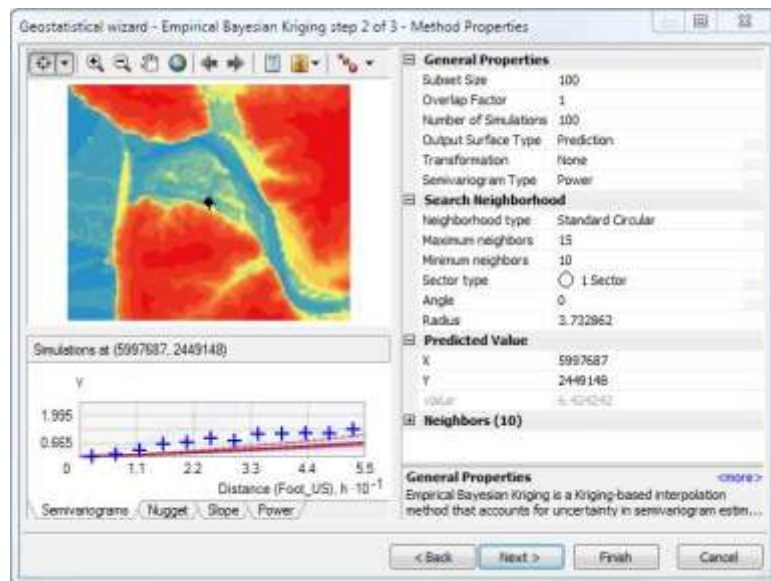 Geostatistical wizard - Empirical Bayesian Kriging step 2 of 3 - Method Properties
General Properties
Subset Size 100
Overlap Factor 1
Number of Simulations 100
Output Surface Type Prediction
Transformation None
Semivariogram Type Power
Search Neighborhood
Neighborhood type Standard Circular
Maximum neighbors 15
Minimum neighbors 10
Sector type 1 Sector
Angle 0
Radius 3.732862
Predicted Value
X 5997687
Y 2449148
Value 6.424242
Neighbors (10)
Simulations at (5997687, 2449148)
γ
1.995
0.665
0 1.1 2.2 3.3 4.4 5.5
Distance (Foot_US), h ·10⁻¹
Semivariograms Nugget Slope Power
General Properties <more>
Empirical Bayesian Kriging is a Kriging-based interpolation
method that accounts for uncertainty in semivariogram estim...
< Back Next > Finish Cancel